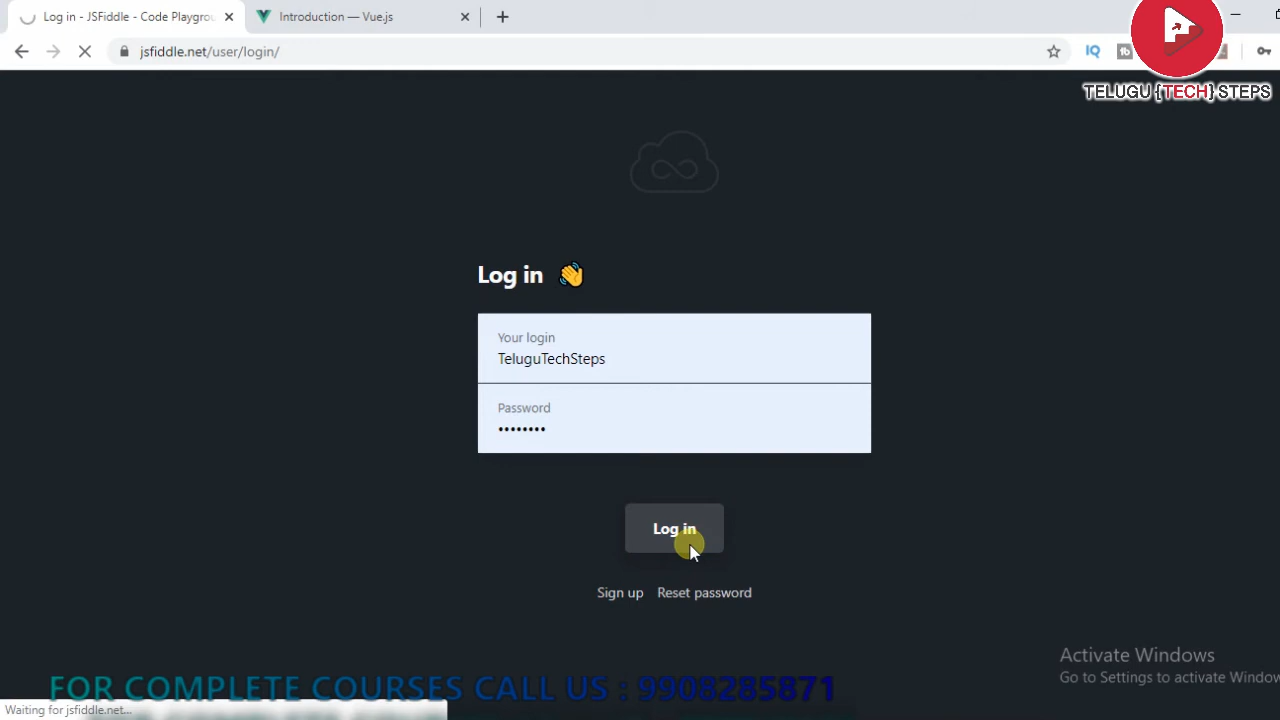 Log in - JSFiddle - Code Playgrou
Introduction — Vue.js
jsfiddle.net/user/login/
IQ
TELUGU {TECH} STEPS
Log in 👋
Your login
TeluguTechSteps
Password
••••••••
Log in
Sign up Reset password
Activate Windows
Go to Settings to activate Window
FOR COMPLETE COURSES CALL US : 9908285871
Waiting for jsfiddle.net...